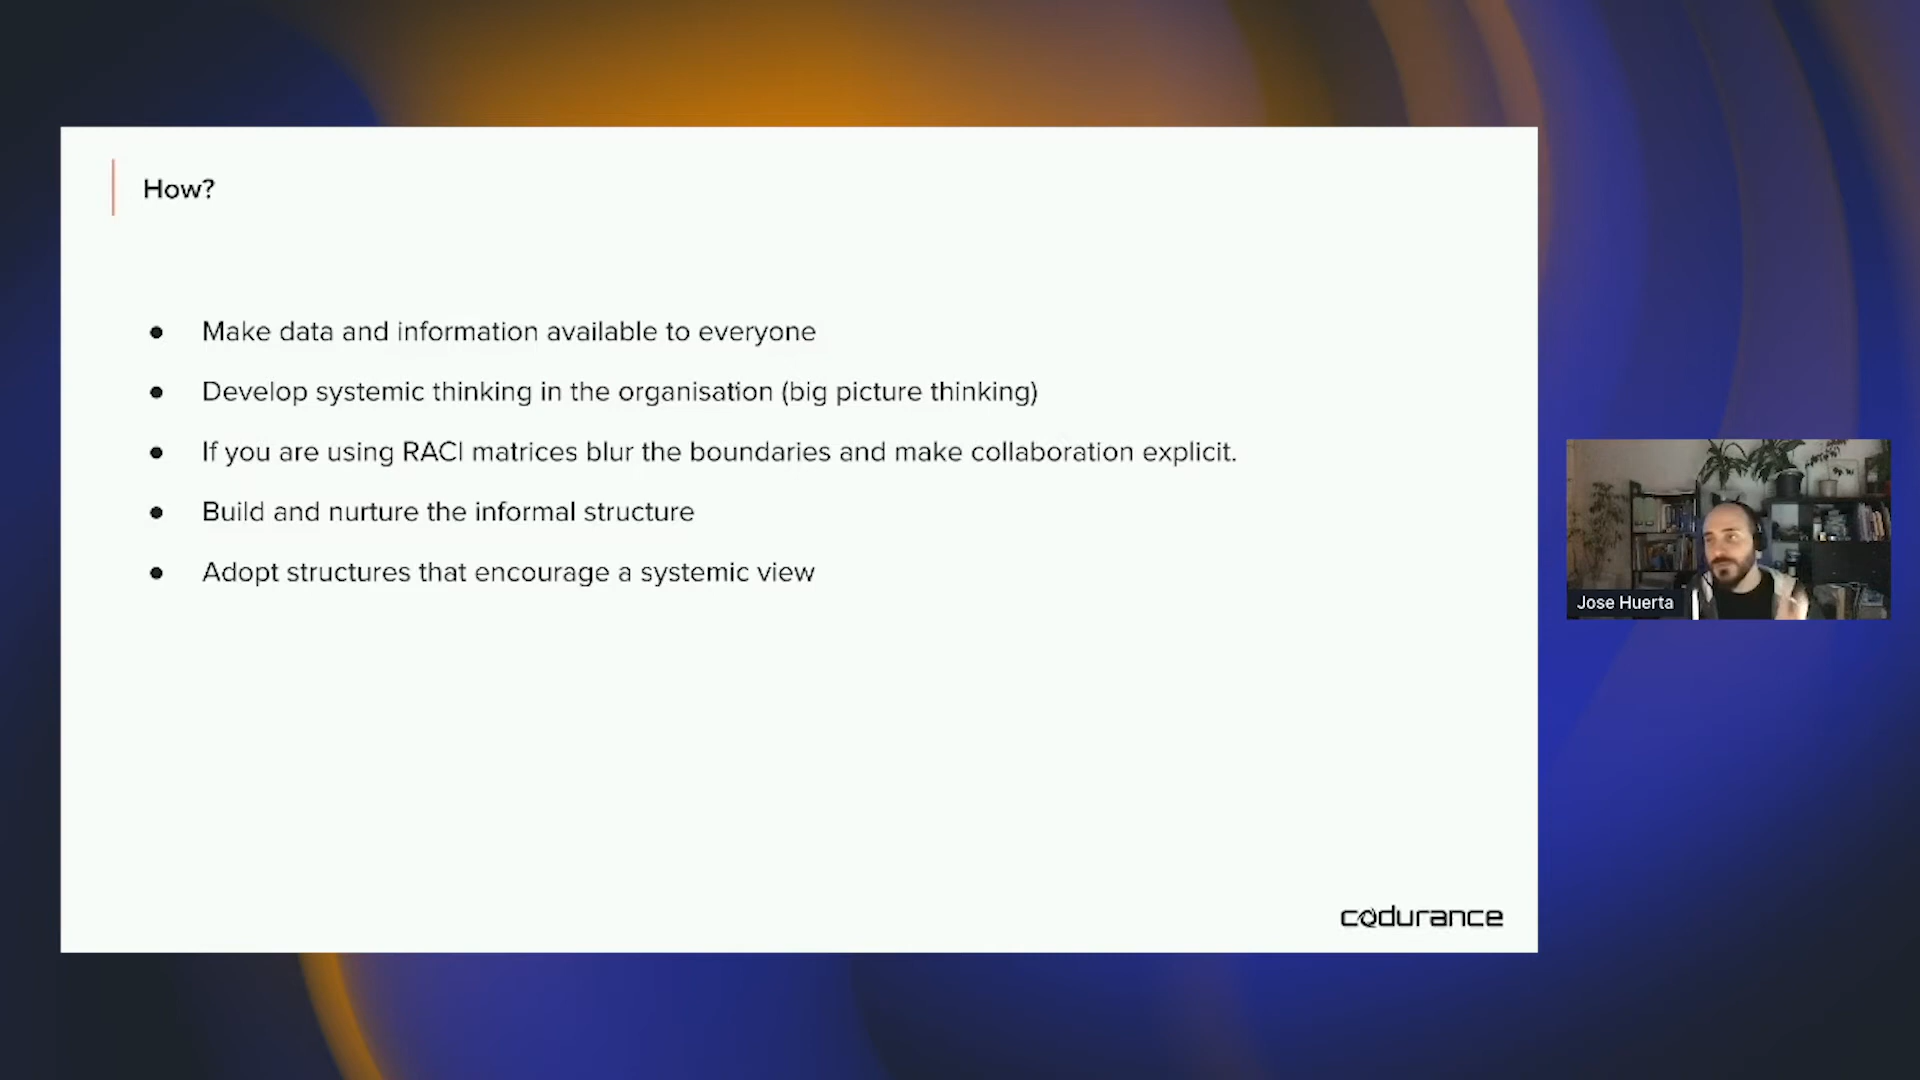 How?
● Make data and information available to everyone
● Develop systemic thinking in the organisation (big picture thinking)
● If you are using RACI matrices blur the boundaries and make collaboration explicit.
● Build and nurture the informal structure
● Adopt structures that encourage a systemic view
Jose Huerta
codurance